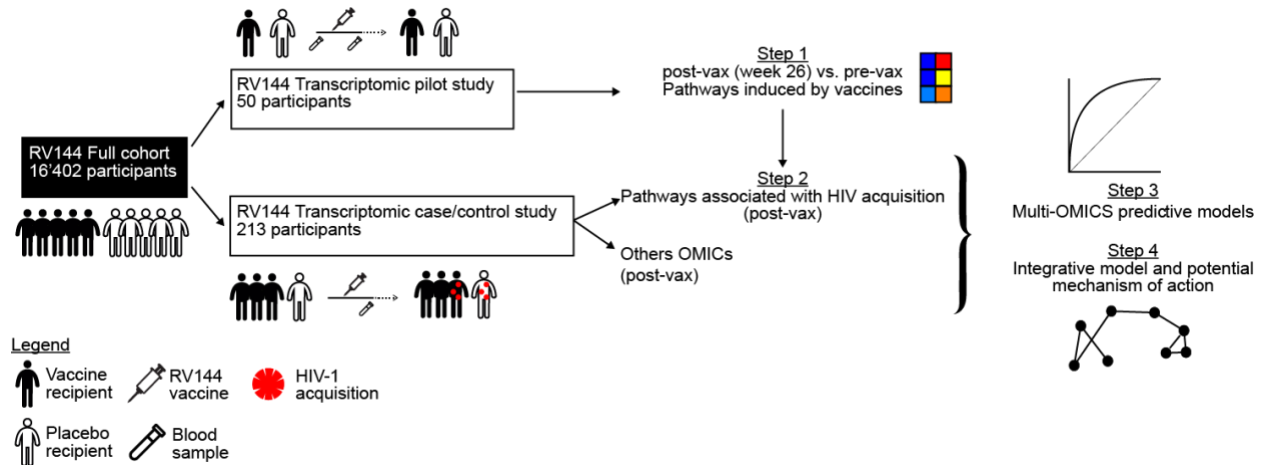 RV144 Full cohort
16'402 participants
RV144 Transcriptomic pilot study
50 participants
RV144 Transcriptomic case/control study
213 participants
Step 1
post-vax (week 26) vs. pre-vax
Pathways induced by vaccines
Step 2
Pathways associated with HIV acquisition
(post-vax)
Others OMICs
(post-vax)
Step 3
Multi-OMICS predictive models
Step 4
Integrative model and potential
mechanism of action
Legend
Vaccine
recipient
RV144
vaccine
HIV-1
acquisition
Placebo
recipient
Blood
sample